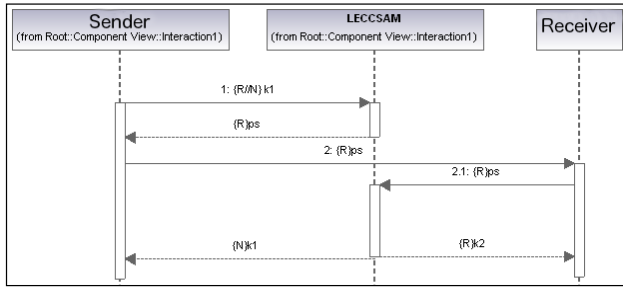 Sender
(from Root::Component View::Interaction1)
LECCSAM
(from Root::Component View::Interaction1)
Receiver
1: {R//N}k1
{R}ps
2: {R}ps
2.1: {R}ps
{N}k1
{R}k2